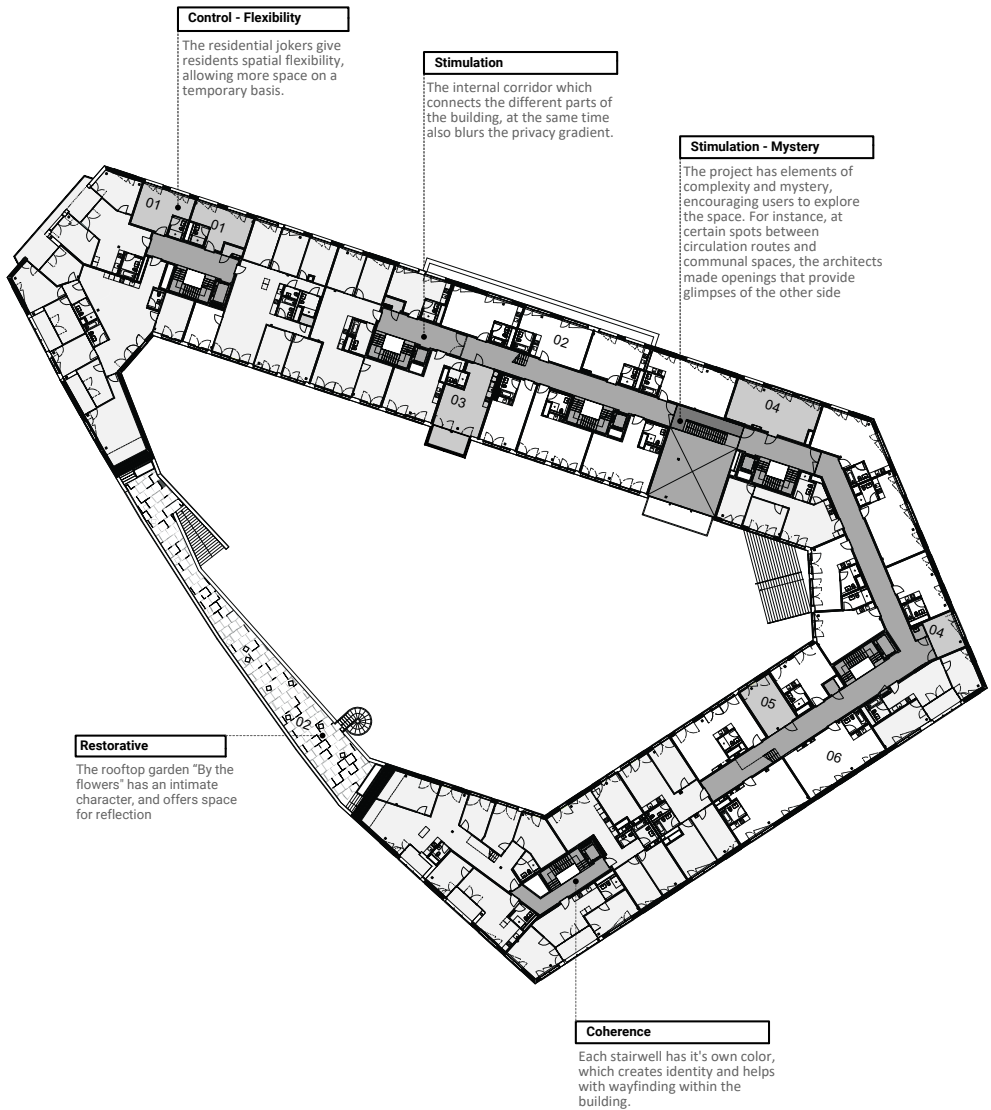 Control - Flexibility
The residential jokers give
residents spatial flexibility,
allowing more space on a
temporary basis.
Stimulation
The internal corridor which
connects the different parts of
the building, at the same time
also blurs the privacy gradient.
Stimulation - Mystery
The project has elements of
complexity and mystery,
encouraging users to explore
the space. For instance, at
certain spots between
circulation routes and
communal spaces, the architects
made openings that provide
glimpses of the other side
01
01
02
03
04
04
05
06
02
Restorative
The rooftop garden “By the
flowers" has an intimate
character, and offers space
for reflection
Coherence
Each stairwell has it's own color,
which creates identity and helps
with wayfinding within the
building.